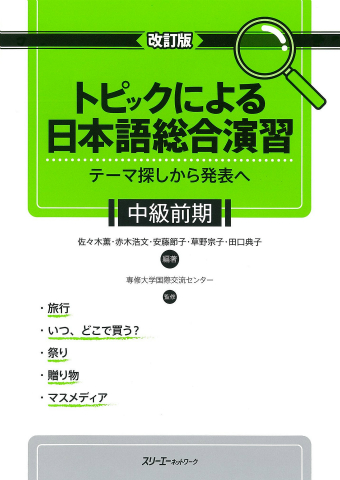 改訂版
トピックによる
日本語総合演習
テーマ探しから発表へ
中級前期
佐々木薫・赤木浩文・安藤節子・草野宗子・田口典子
編著
専修大学国際交流センター
監修
・旅行
・いつ、どこで買う?
・祭り
・贈り物
・マスメディア
スリーエーネットワーク